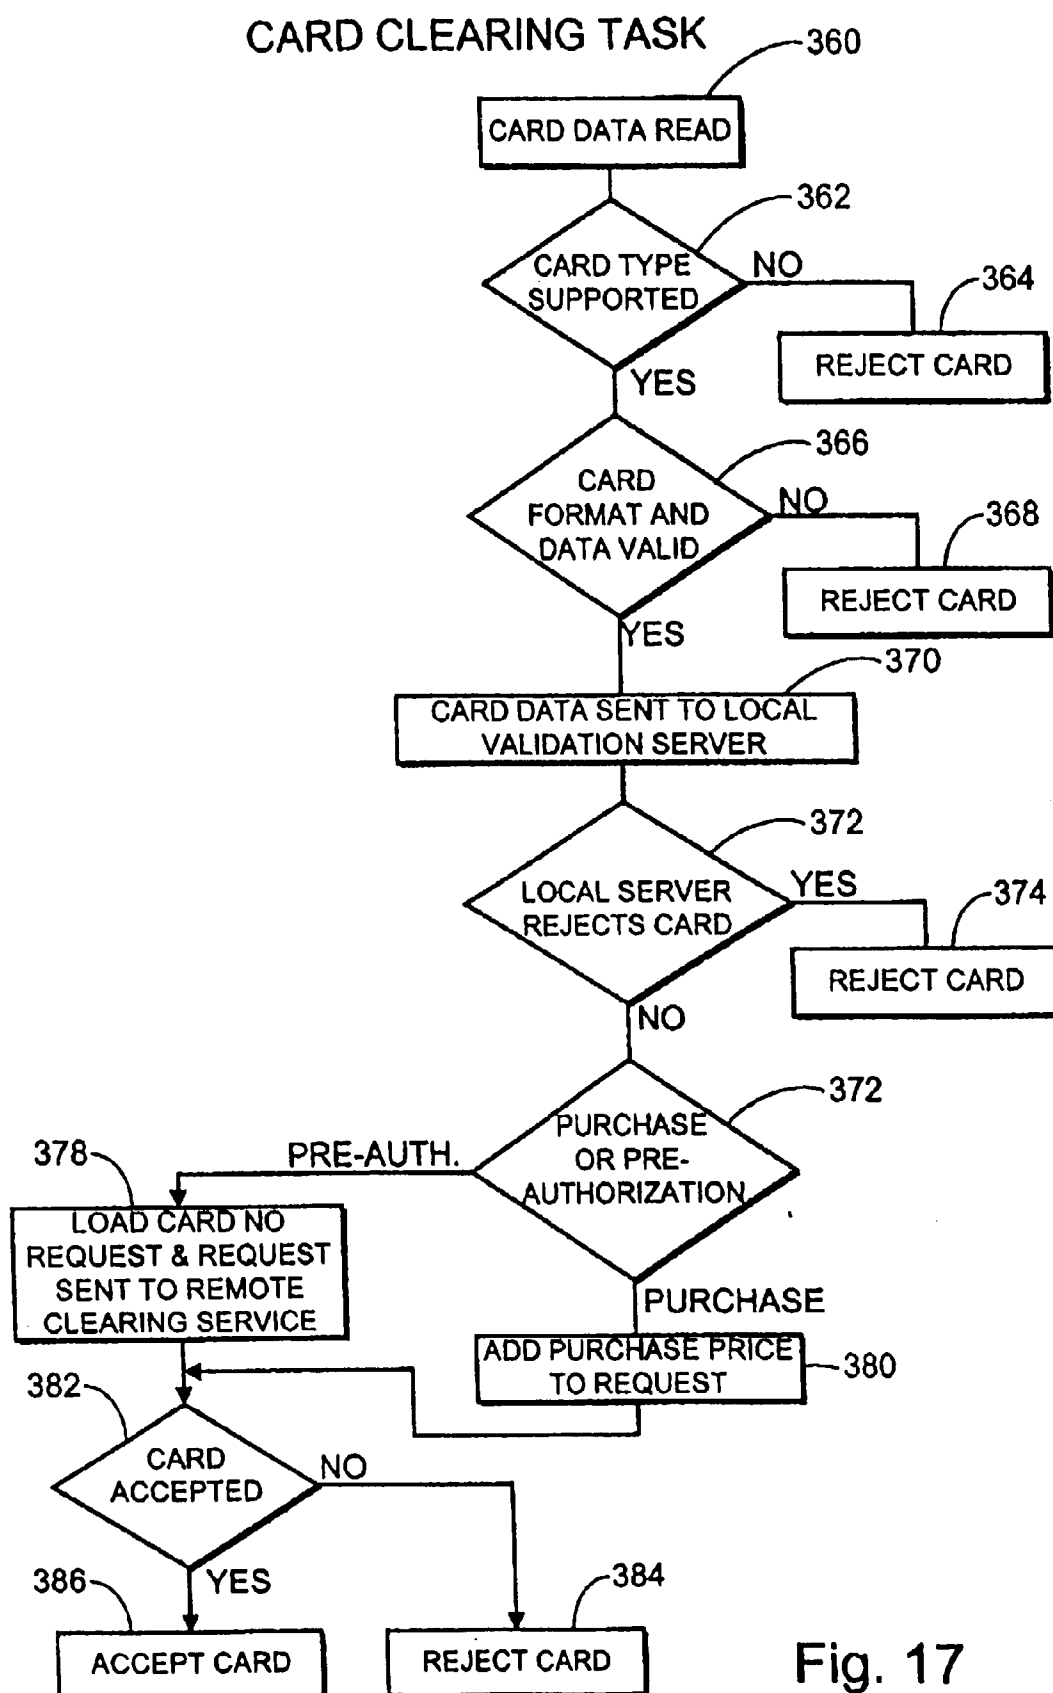 CARD CLEARING TASK
360
CARD DATA READ
362
CARD TYPE
SUPPORTED
NO
364
REJECT CARD
YES
366
CARD
FORMAT AND
DATA VALID
NO
368
REJECT CARD
YES
370
CARD DATA SENT TO LOCAL
VALIDATION SERVER
372
LOCAL SERVER
REJECTS CARD
YES
374
REJECT CARD
NO
372
PURCHASE
OR PRE-
AUTHORIZATION
PRE-AUTH.
378
LOAD CARD NO
REQUEST & REQUEST
SENT TO REMOTE
CLEARING SERVICE
PURCHASE
ADD PURCHASE PRICE
TO REQUEST
380
382
CARD
ACCEPTED
NO
YES
386
384
ACCEPT CARD
REJECT CARD
Fig. 17